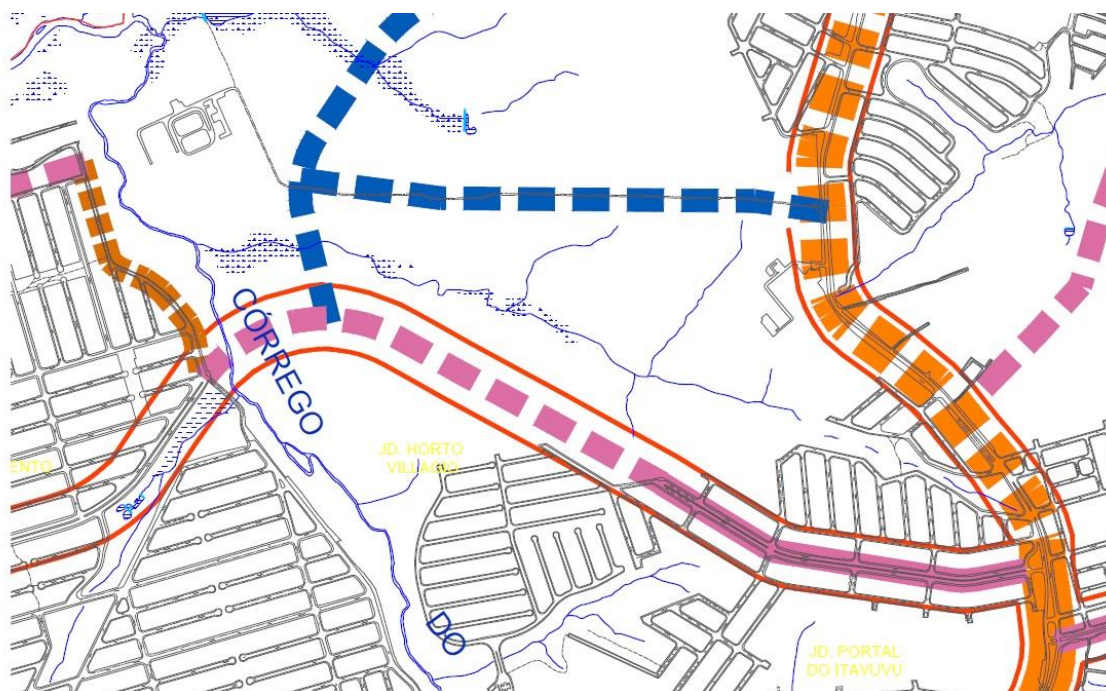 CÓRREGO
DO
JD. HORTO
VILLAGIO
ENTO
JD. PORTAL
DO ITAVUVU